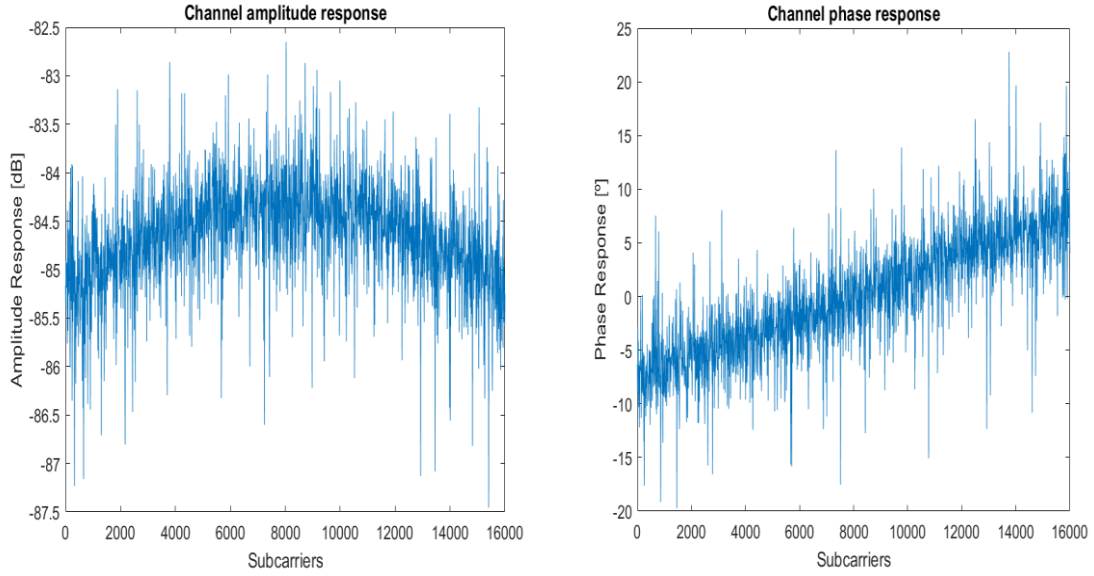 Channel amplitude response
Amplitude Response [dB]
-82.5
-83
-83.5
-84
-84.5
-85
-85.5
-86
-86.5
-87
-87.5
0 2000 4000 6000 8000 10000 12000 14000 16000
Subcarriers
Channel phase response
Phase Response [º]
25
20
15
10
5
0
-5
-10
-15
-20
0 2000 4000 6000 8000 10000 12000 14000 16000
Subcarriers